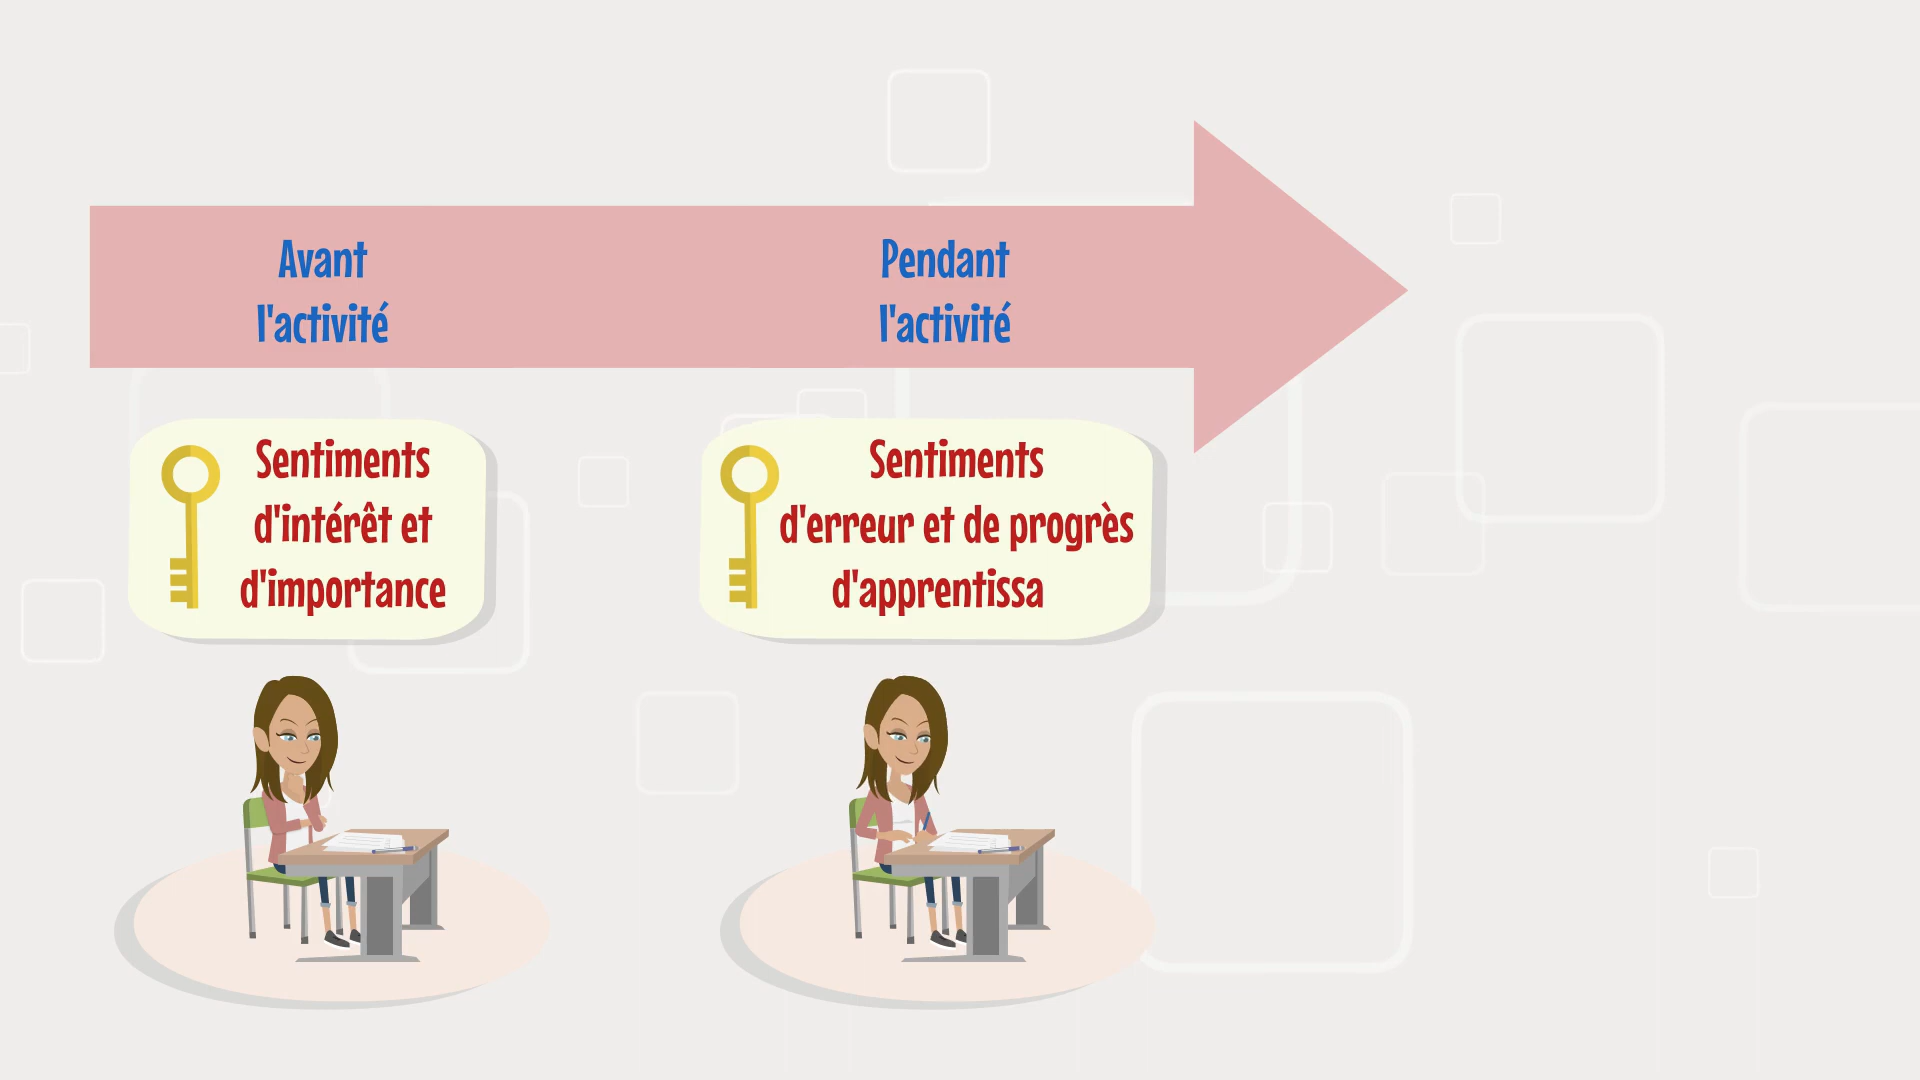 Avant
l'activité
Pendant
l'activité
Sentiments
d'intérêt et
d'importance
Sentiments
d'erreur et de progrès
d'apprentissa